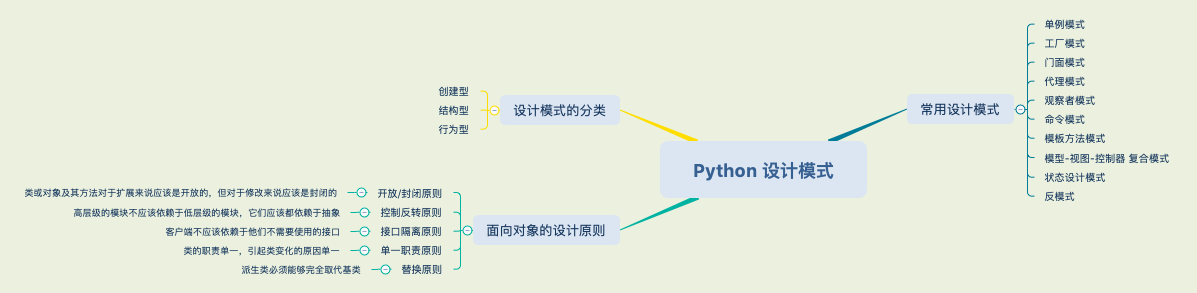 Python 设计模式
常用设计模式
单例模式
工厂模式
门面模式
代理模式
观察者模式
命令模式
模板方法模式
模型-视图-控制器 复合模式
状态设计模式
反模式
设计模式的分类
创建型
结构型
行为型
面向对象的设计原则
开放/封闭原则
类或对象及其方法对于扩展来说应该是开放的，但对于修改来说应该是封闭的
控制反转原则
高层级的模块不应该依赖于低层级的模块，它们应该都依赖于抽象
接口隔离原则
客户端不应该依赖于他们不需要使用的接口
单一职责原则
类的职责单一，引起类变化的原因单一
替换原则
派生类必须能够完全取代基类